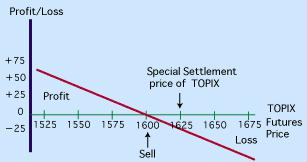 Profit/Loss
+75
+50
+25
0
-25
Profit
Special Settlement
price of TOPIX
1525 1550 1575 1600 1625 1650 1675
TOPIX
Futures
Price
Loss
Sell